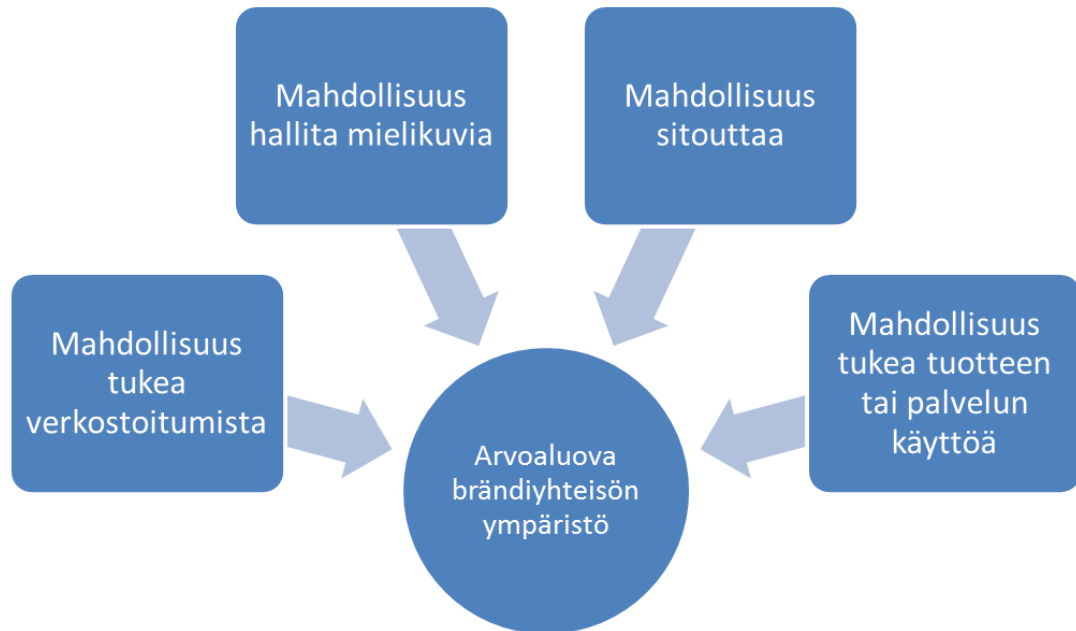 Mahdollisuus
hallita mielikuvia
Mahdollisuus
sitouttaa
Mahdollisuus
tukea
verkostoitumista
Mahdollisuus
tukea tuotteen
tai palvelun
käyttöä
Arvoaluova
brändiyhteisön
ympäristö